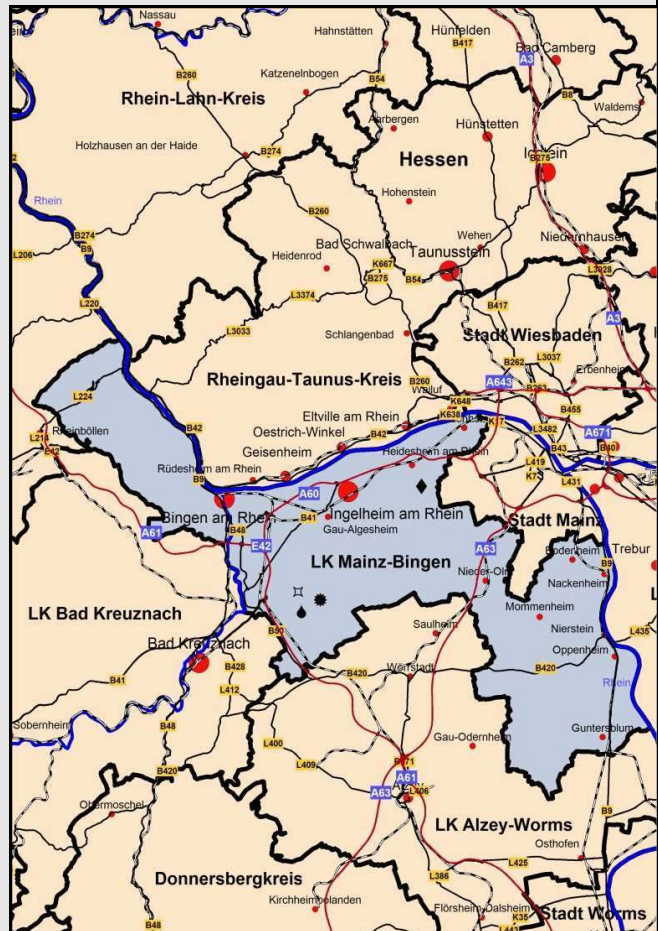 Nassau
Hahnstätten
Hünfelden
B417
A3
Bad Camberg
B260
Katzenelnbogen
B54
B8
Waldems
Rhein-Lahn-Kreis
Hünstetten
Holzhausen an der Haide
B274
Hessen
B275
Rhein
B260
Hohenstein
B274
B9
L206
Heidenrod
Bad Schwalbach
Wehen
Niedernhausen
K667
Taunusstein
B275
B54
L3028
L220
L3374
B417
A3
L3033
Schlangenbad
Stadt Wiesbaden
B262
L3037
L224
Rheingau-Taunus-Kreis
A643
Erbenheim
B260
Walluf
B263
K648
B455
Rheinböllen
L214
B42
Eltville am Rhein
K638
K17
L3482
A671
E42
Oestrich-Winkel
B42
B43
B40
Geisenheim
L419
Rüdesheim am Rhein
Heidesheim am Rhein
K7
B9
L431
A60
Bingen am Rhein
B41
Ingelheim am Rhein
Stadt Mainz
A61
B48
Gau-Algesheim
E42
A63
Bodenheim
Trebur
LK Mainz-Bingen
B9
Nackenheim
LK Bad Kreuznach
Mommenheim
B50
Saulheim
Nierstein
L435
Bad Kreuznach
B428
Wörrstadt
B420
Oppenheim
B420
B41
L412
Rhein
Sobernheim
B48
L400
Gau-Odernheim
Guntersblum
L409
B271
B420
A61
A63
L406
Obermoschel
B9
LK Alzey-Worms
Osthofen
L425
L386
Donnersbergkreis
Kirchheimbolanden
Flörsheim-Dalsheim
K35
Stadt Worms
B48
L443